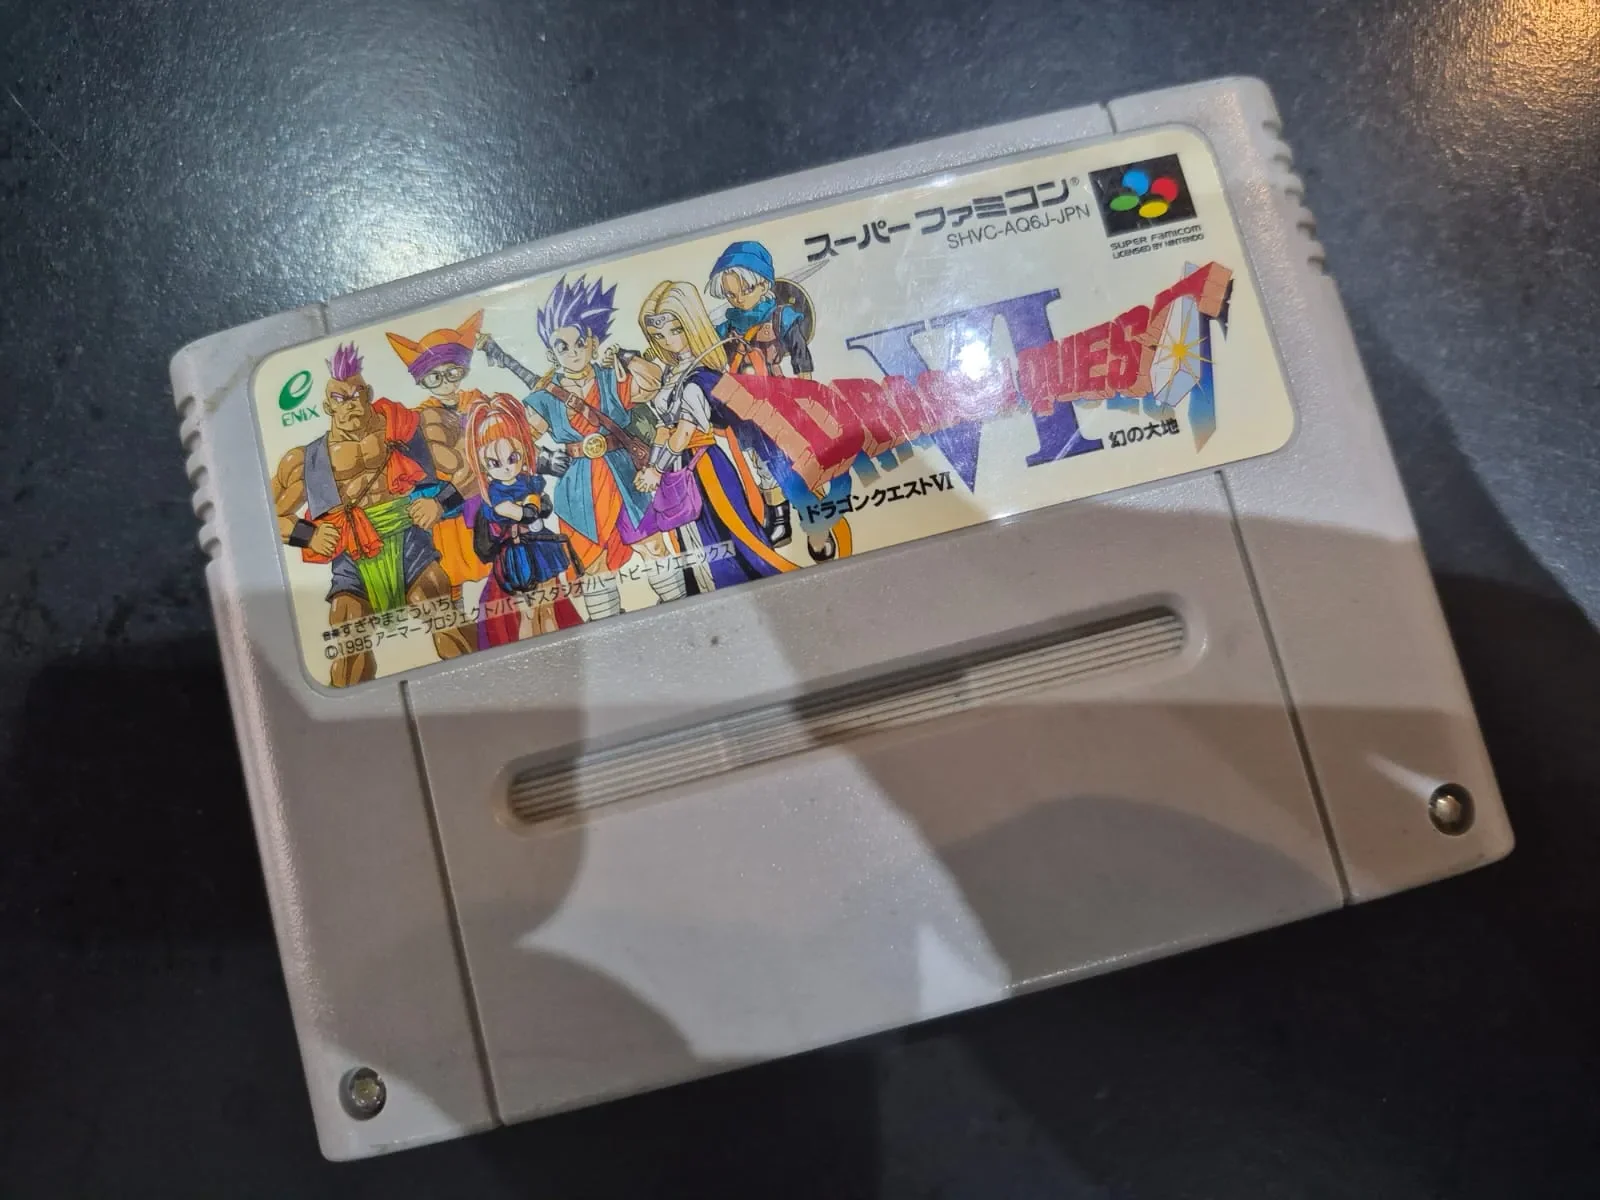 スーパーファミコン®
SHVC-AQ6J-JPN
SUPER FAMICOM
LICENSED BY NINTENDO
ENIX
DRAGON QUEST
VI
幻の大地
ドラゴンクエストVI
音楽 すぎやまこういち
©1995 アーマープロジェクト/バードスタジオ/ハートビート/エニックス